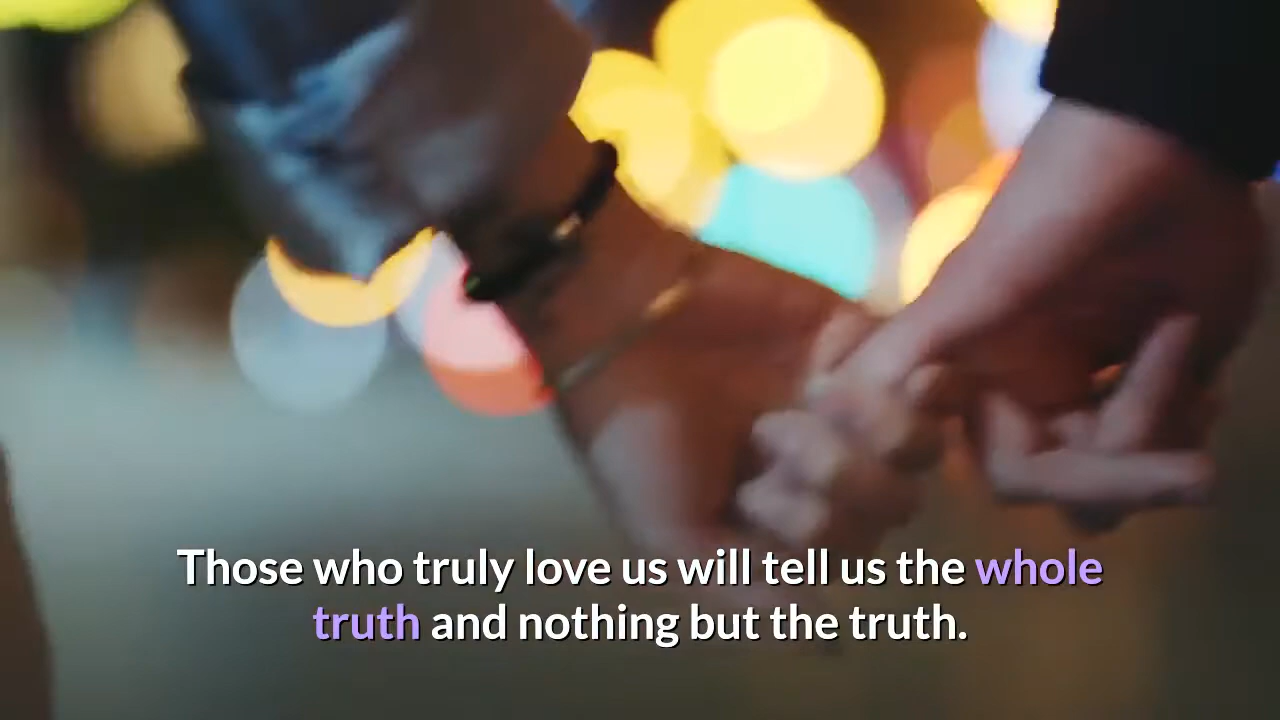 Those who truly love us will tell us the whole
truth and nothing but the truth.